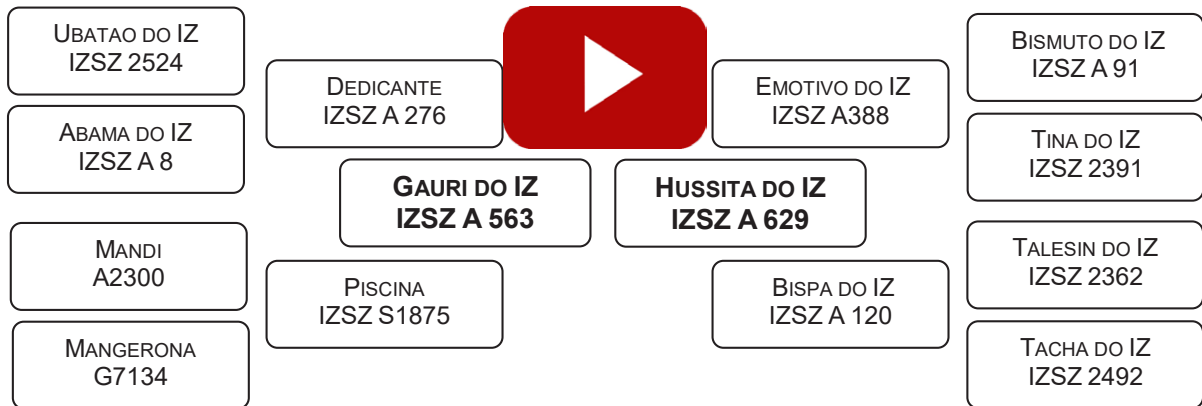 UBATAO DO IZ
IZSZ 2524
ABAMA DO IZ
IZSZ A 8
MANDI
A2300
MANGERONA
G7134
DEDICANTE
IZSZ A 276
GAURI DO IZ
IZSZ A 563
PISCINA
IZSZ S1875
EMOTIVO DO IZ
IZSZ A388
HUSSITA DO IZ
IZSZ A 629
BISPA DO IZ
IZSZ A 120
BISMUTO DO IZ
IZSZ A 91
TINA DO IZ
IZSZ 2391
TALESIN DO IZ
IZSZ 2362
TACHA DO IZ
IZSZ 2492